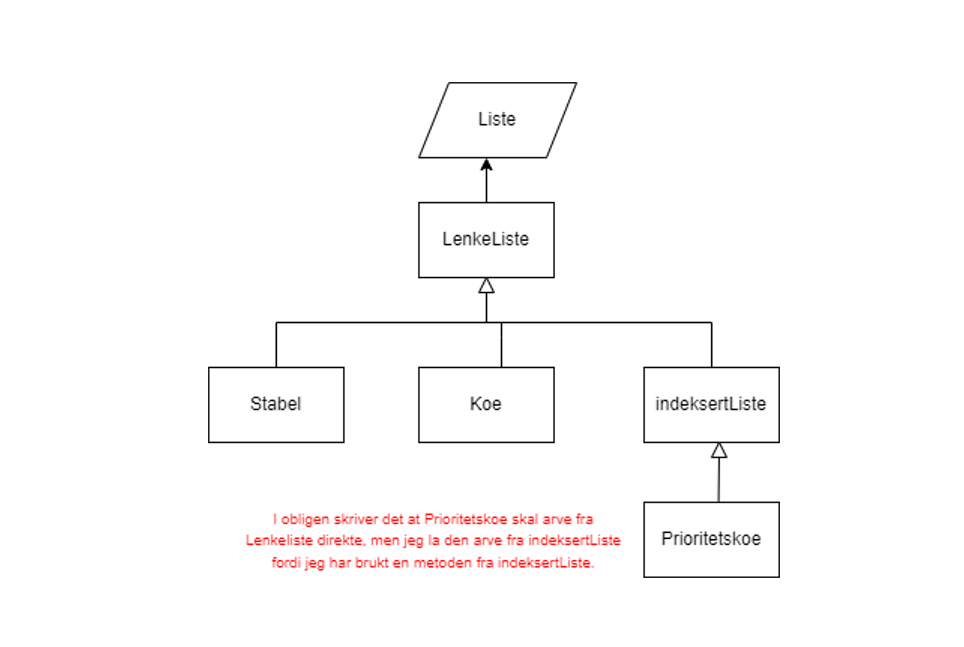 Liste
LenkeListe
Stabel
Koe
indeksertListe
I obligen skriver det at Prioritetskoe skal arve fra
Lenkeliste direkte, men jeg la den arve fra indeksertListe
fordi jeg har brukt en metoden fra indeksertListe.
Prioritetskoe